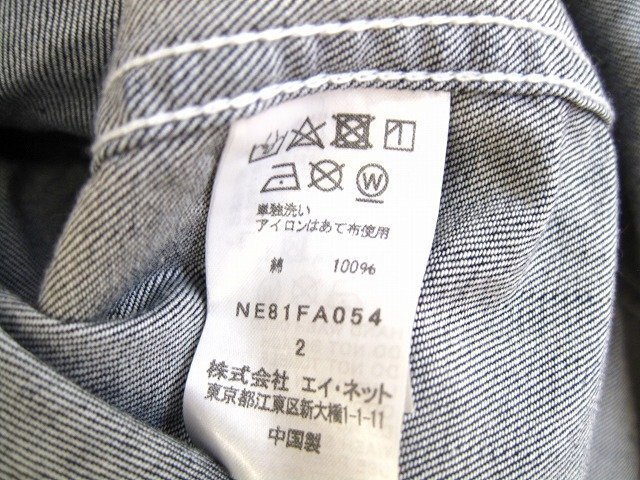 単独洗い
アイロンはあて布使用
綿 100%
NE81FA054
2
株式会社 エイ・ネット
東京都江東区新大橋1-1-11
中国製